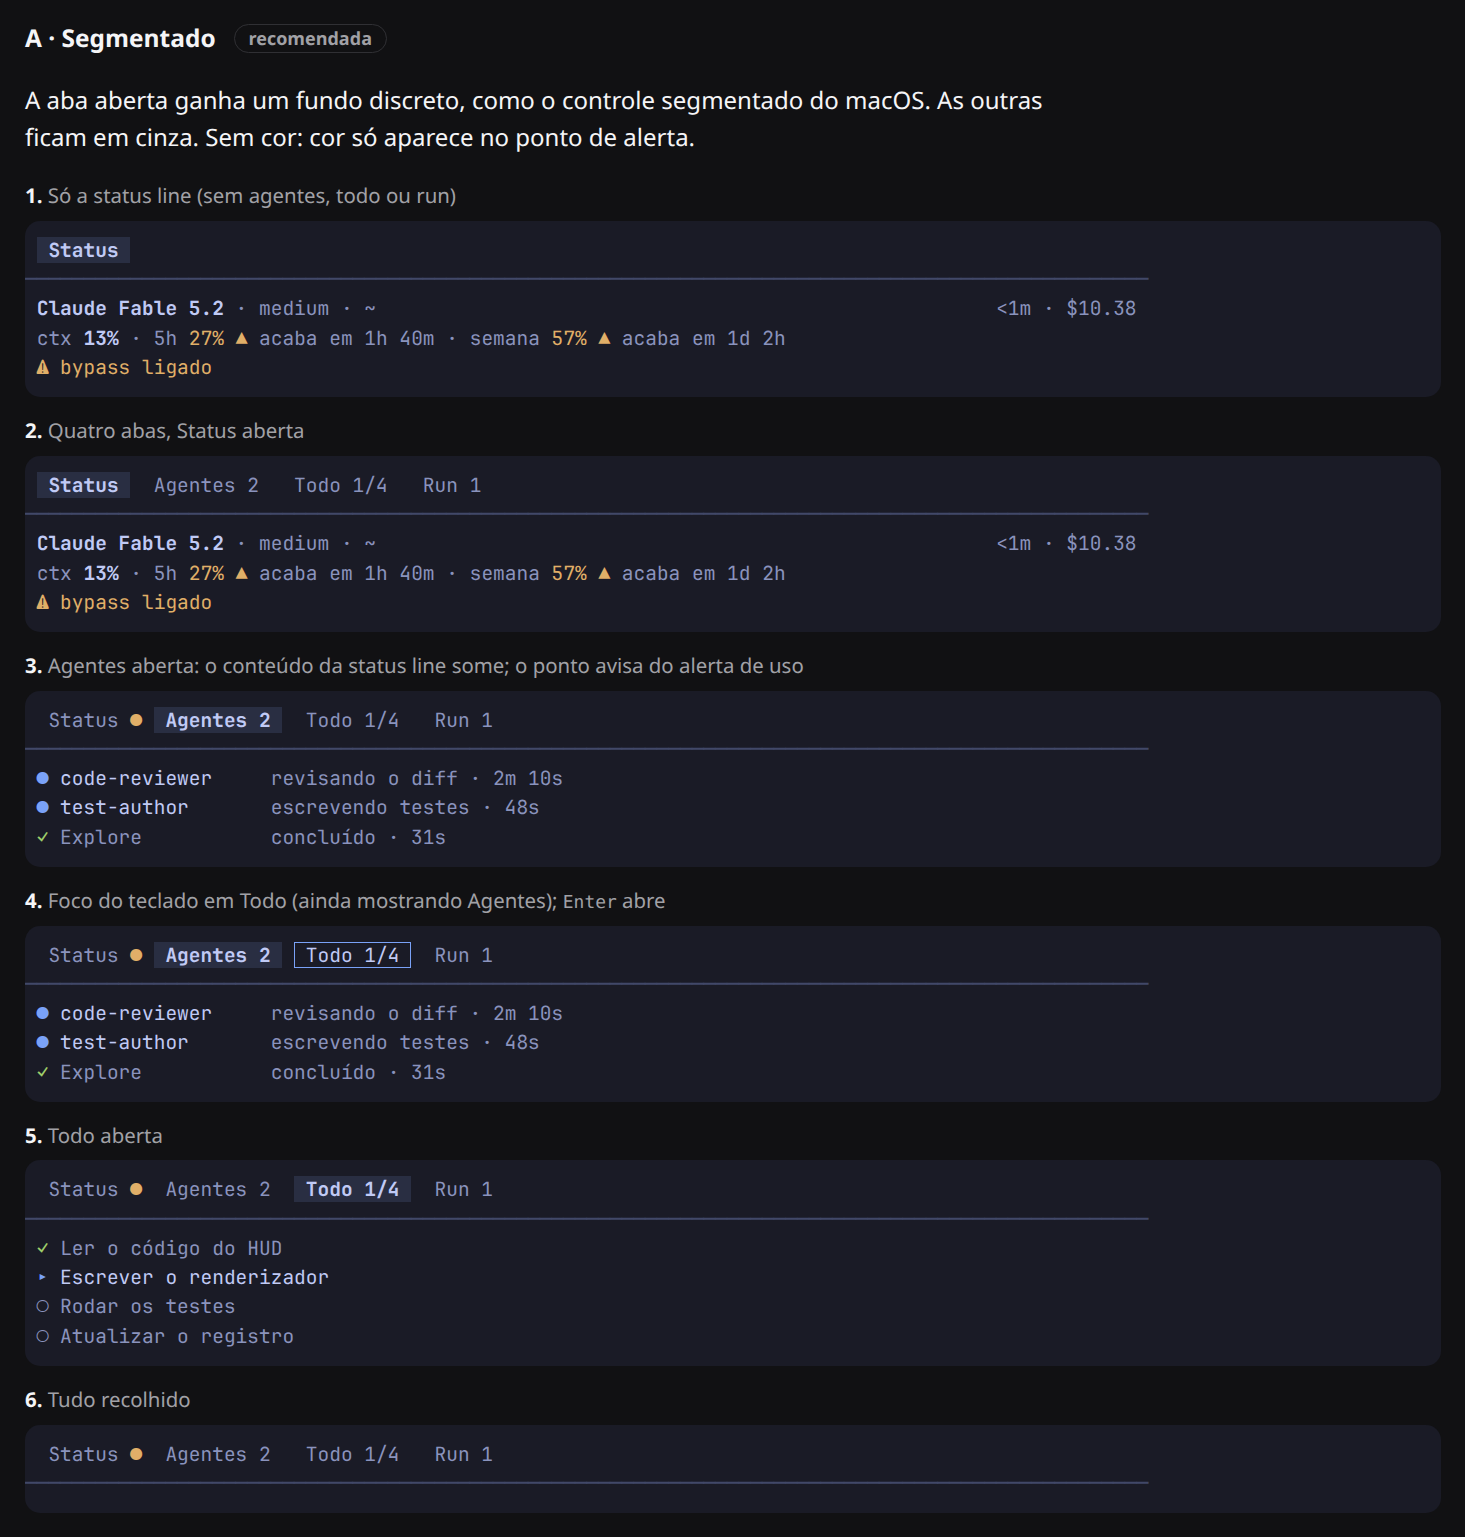 A · Segmentado recomendada
A aba aberta ganha um fundo discreto, como o controle segmentado do macOS. As outras
ficam em cinza. Sem cor: cor só aparece no ponto de alerta.
1. Só a status line (sem agentes, todo ou run)
Status
Claude Fable 5.2 · medium · ~ <1m · $10.38
ctx 13% · 5h 27% ▲ acaba em 1h 40m · semana 57% ▲ acaba em 1d 2h
⚠ bypass ligado
2. Quatro abas, Status aberta
Status Agentes 2 Todo 1/4 Run 1
Claude Fable 5.2 · medium · ~ <1m · $10.38
ctx 13% · 5h 27% ▲ acaba em 1h 40m · semana 57% ▲ acaba em 1d 2h
⚠ bypass ligado
3. Agentes aberta: o conteúdo da status line some; o ponto avisa do alerta de uso
Status ● Agentes 2 Todo 1/4 Run 1
● code-reviewer revisando o diff · 2m 10s
● test-author escrevendo testes · 48s
✓ Explore concluído · 31s
4. Foco do teclado em Todo (ainda mostrando Agentes); Enter abre
Status ● Agentes 2 Todo 1/4 Run 1
● code-reviewer revisando o diff · 2m 10s
● test-author escrevendo testes · 48s
✓ Explore concluído · 31s
5. Todo aberta
Status ● Agentes 2 Todo 1/4 Run 1
✓ Ler o código do HUD
▸ Escrever o renderizador
○ Rodar os testes
○ Atualizar o registro
6. Tudo recolhido
Status ● Agentes 2 Todo 1/4 Run 1